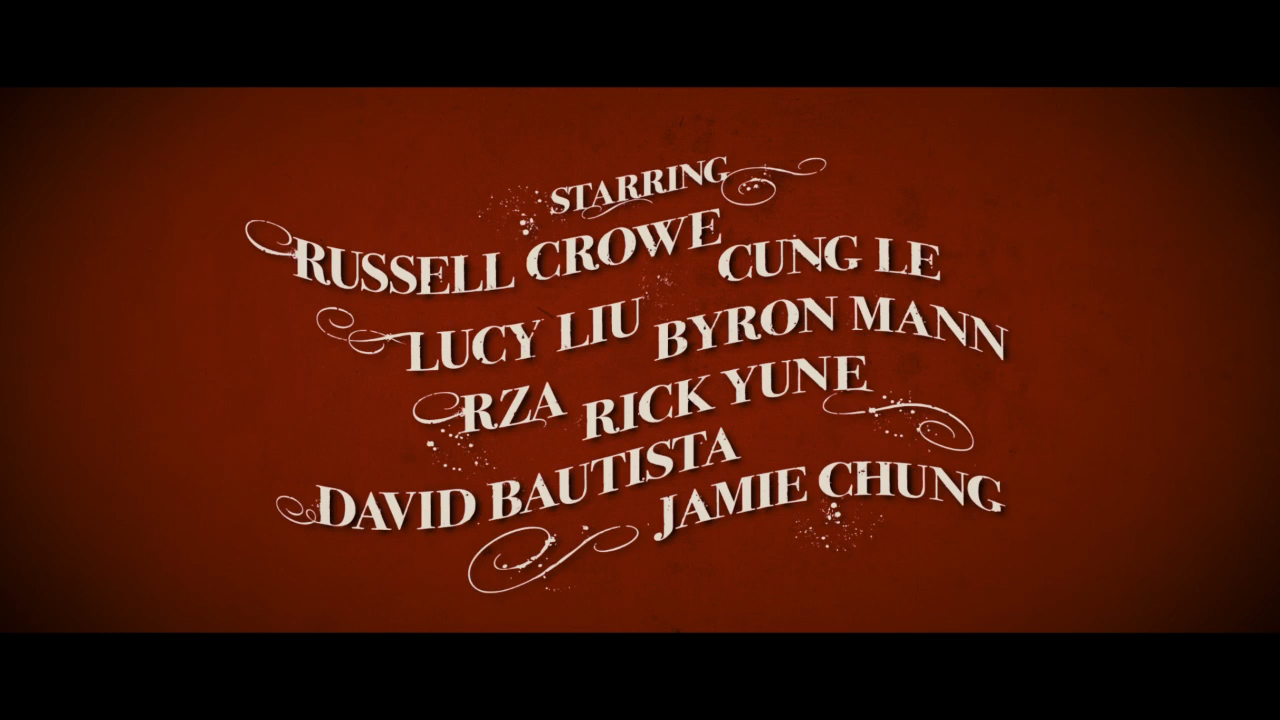 STARRING
RUSSELL CROWE CUNG LE
LUCY LIU BYRON MANN
RZA RICK YUNE
DAVID BAUTISTA JAMIE CHUNG